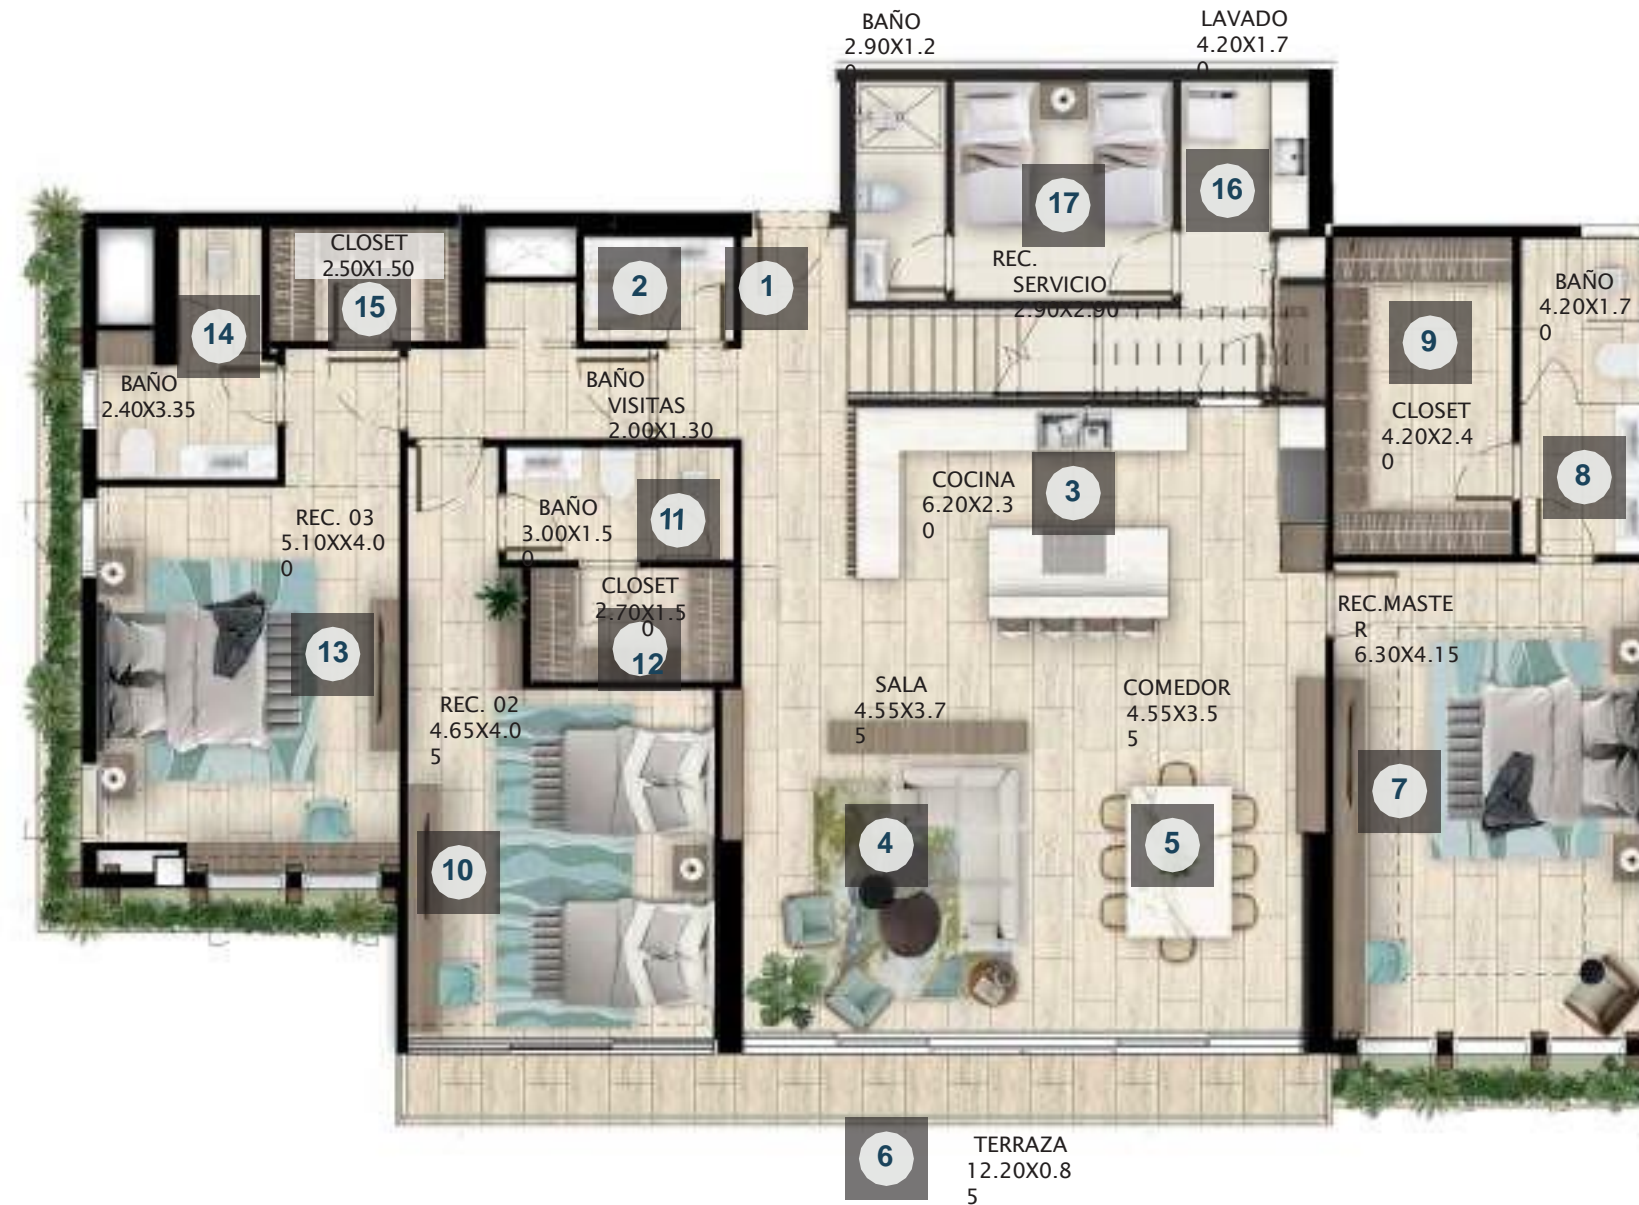 BAÑO
2.90X1.2
0
LAVADO
4.20X1.7
0
17
16
REC.
SERVICIO
2.90X2.90
CLOSET
2.50X1.50
15
2
1
14
9
BAÑO
4.20X1.7
0
BAÑO
2.40X3.35
BAÑO
VISITAS
2.00X1.30
CLOSET
4.20X2.4
0
8
COCINA
6.20X2.3
0
3
REC. 03
5.10XX4.0
0
BAÑO
3.00X1.5
0
11
CLOSET
2.70X1.5
0
12
13
REC.MASTE
R
6.30X4.15
REC. 02
4.65X4.0
5
SALA
4.55X3.7
5
COMEDOR
4.55X3.5
5
7
10
4
5
6
TERRAZA
12.20X0.8
5